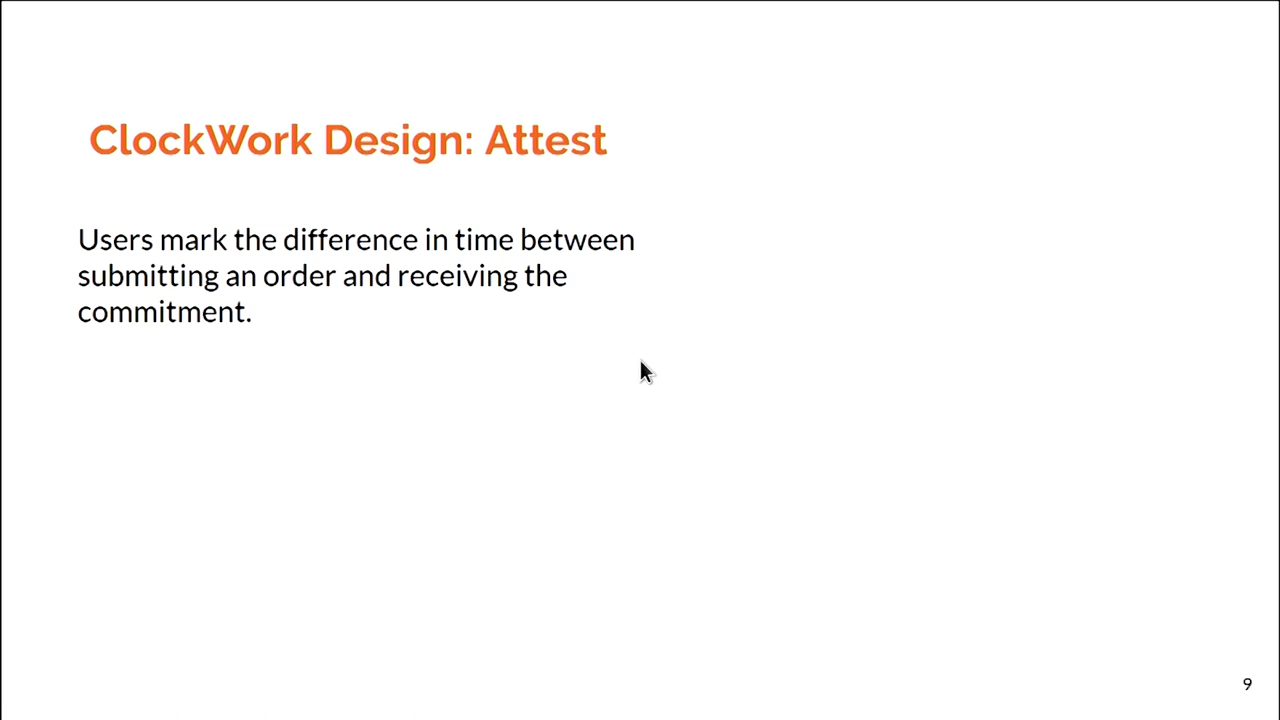 ClockWork Design: Attest
Users mark the difference in time between
submitting an order and receiving the
commitment.
9